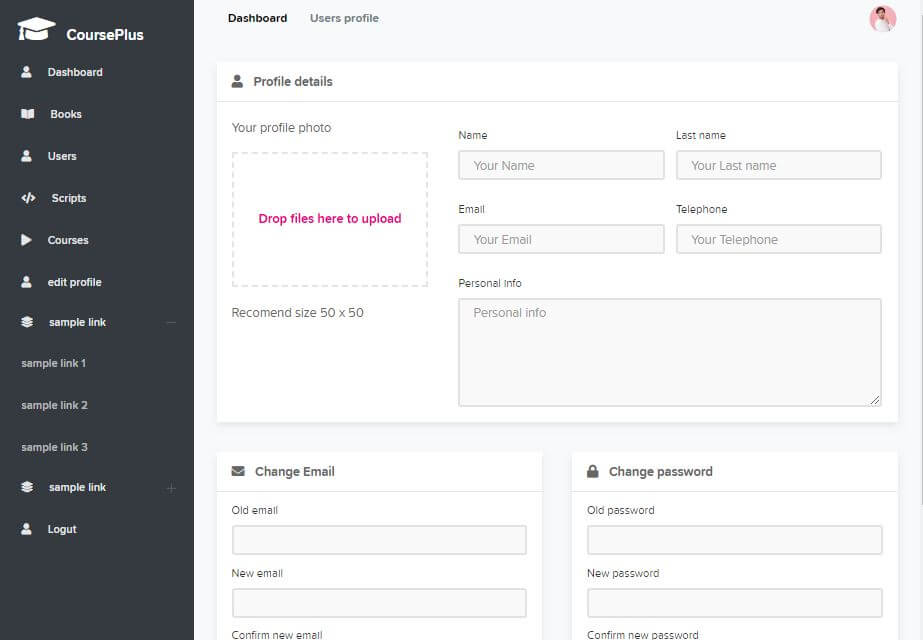 CoursePlus
Dashboard
Books
Users
Scripts
Courses
edit profile
sample link
sample link 1
sample link 2
sample link 3
sample link
Logut
Dashboard Users profile
Profile details
Your profile photo
Drop files here to upload
Recomend size 50 x 50
Name Last name
Your Name Your Last name
Email Telephone
Your Email Your Telephone
Personal Info
Personal info
Change Email
Old email
New email
Confirm new email
Change password
Old password
New password
Confirm new password